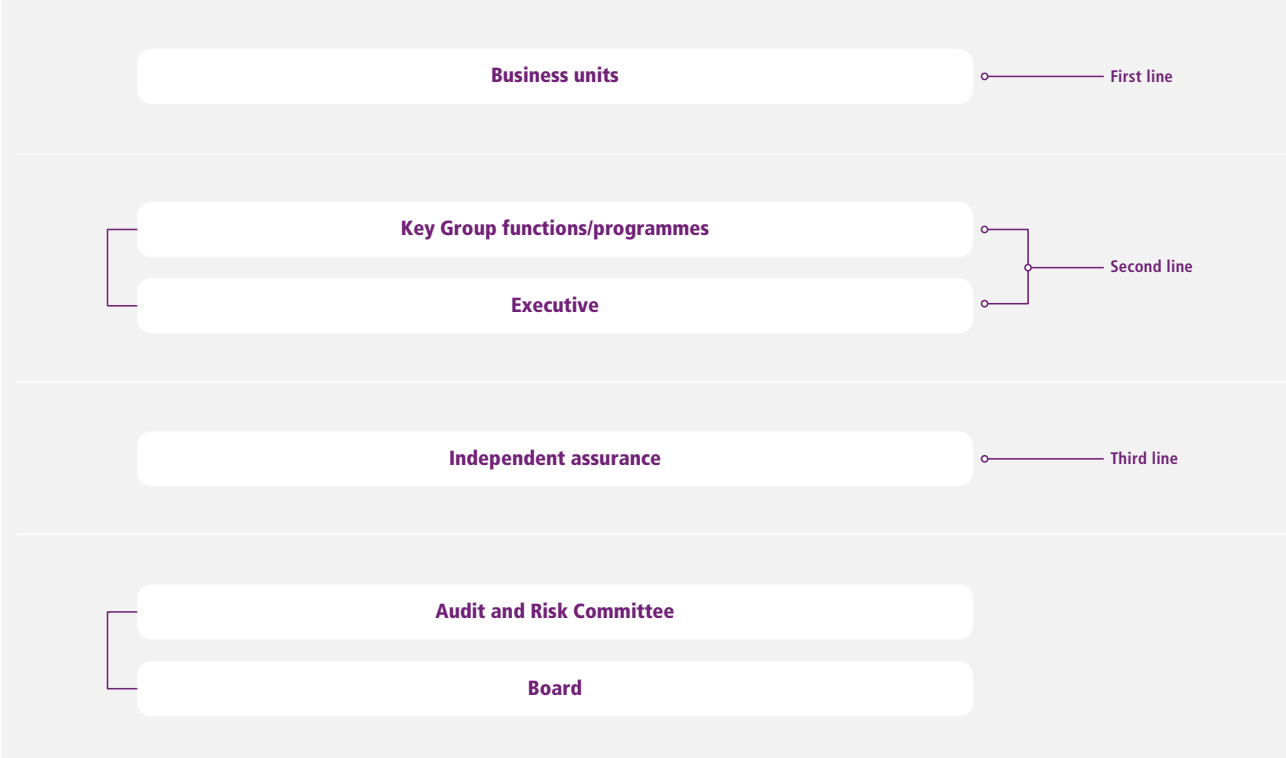 Business units
First line
Key Group functions/programmes
Second line
Executive
Independent assurance
Third line
Audit and Risk Committee
Board